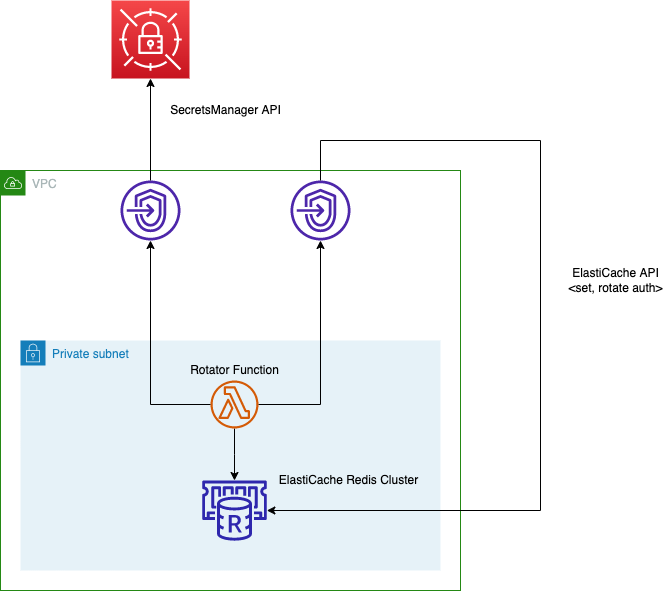 SecretsManager API
VPC
ElastiCache API
<set, rotate auth>
Private subnet
Rotator Function
ElastiCache Redis Cluster
R